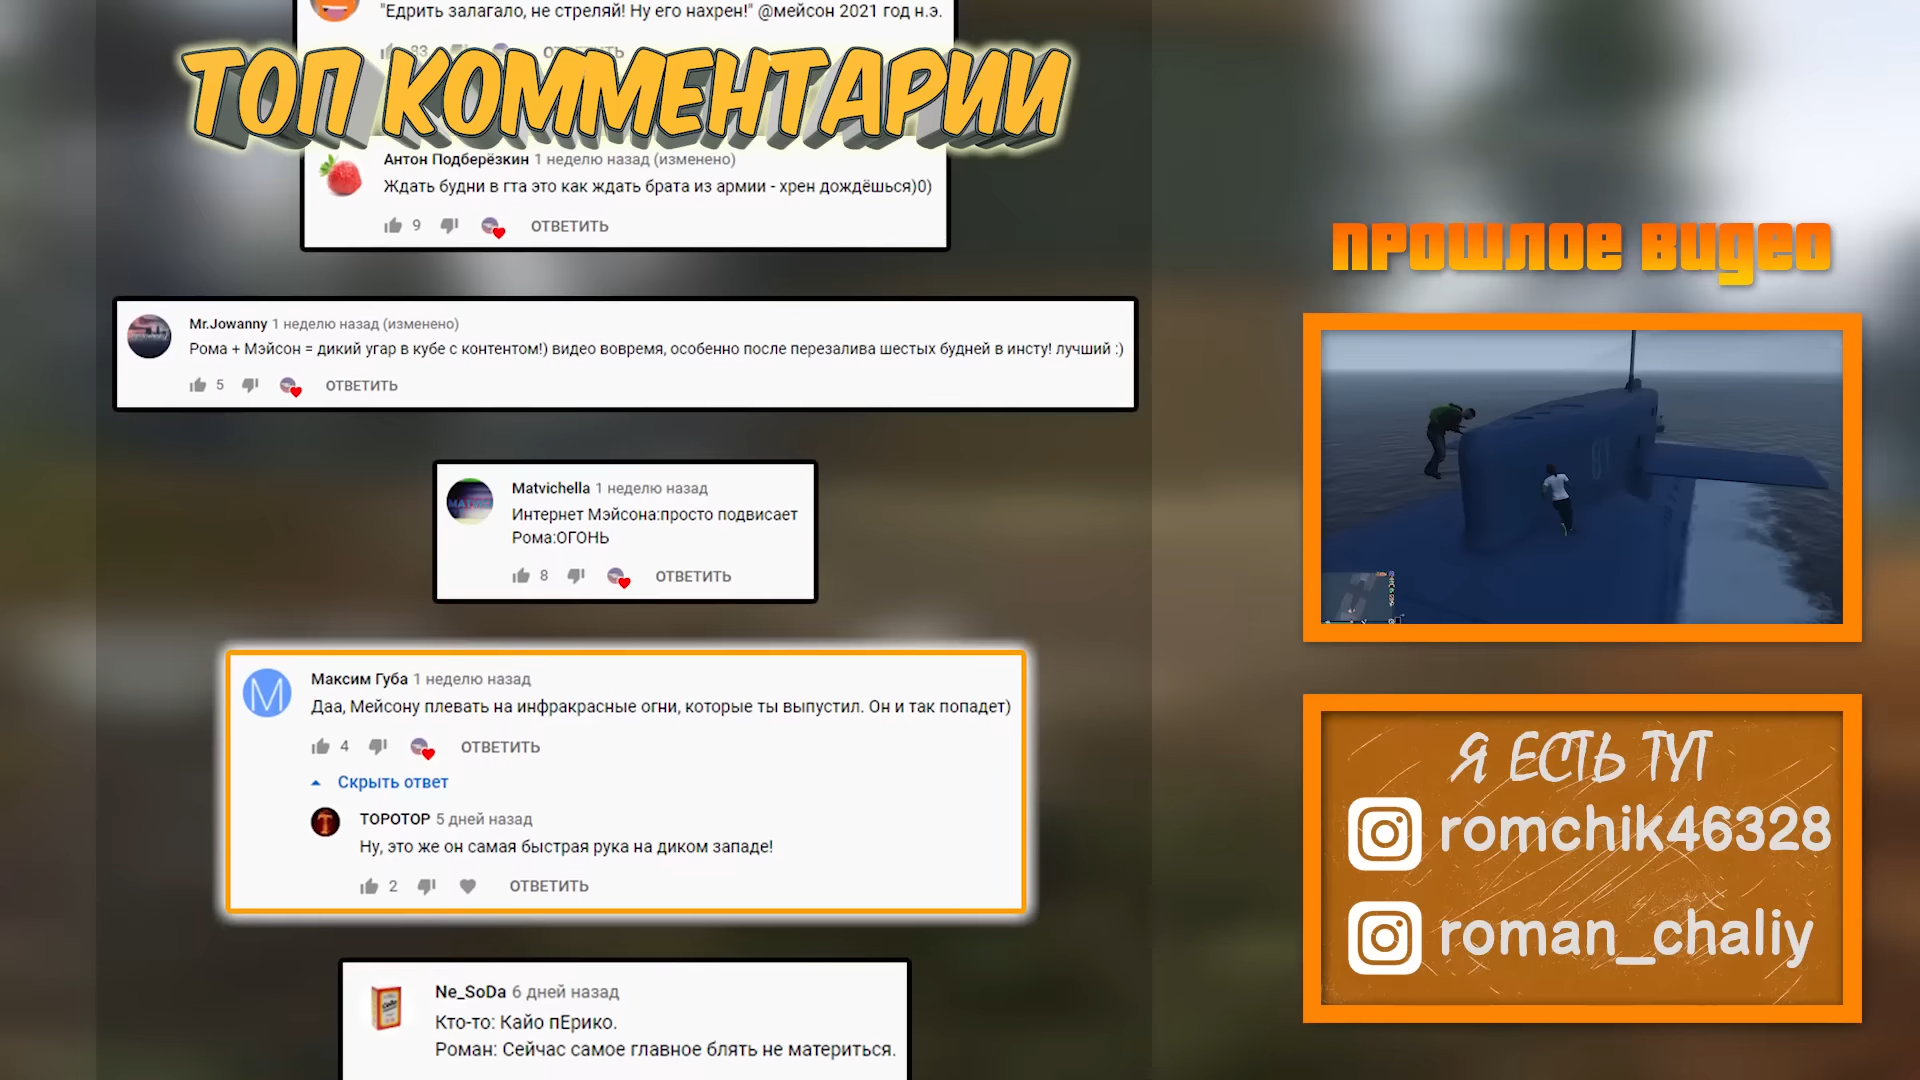 "Едрить залагало, не стреляй! Ну его нахрен!" @мейсон 2021 год н.э.
83 ОТВЕТИТЬ
ТОП КОММЕНТАРИИ
Антон Подберёзкин 1 неделю назад (изменено)
Ждать будни в гта это как ждать брата из армии - хрен дождёшься)0)
9 ОТВЕТИТЬ
Mr.Jowanny 1 неделю назад (изменено)
Рома + Мэйсон = дикий угар в кубе с контентом!) видео вовремя, особенно после перезалива шестых будней в инсту! лучший :)
5 ОТВЕТИТЬ
Matvichella 1 неделю назад
Интернет Мэйсона:просто подвисает
Рома:ОГОНЬ
8 ОТВЕТИТЬ
М
Максим Губа 1 неделю назад
Даа, Мейсону плевать на инфракрасные огни, которые ты выпустил. Он и так попадет)
4 ОТВЕТИТЬ
Скрыть ответ
ТОРОТОР 5 дней назад
Ну, это же он самая быстрая рука на диком западе!
2 ОТВЕТИТЬ
Ne_SoDa 6 дней назад
Кто-то: Кайо пЕрико.
Роман: Сейчас самое главное блять не материться.
ПРОШЛОЕ ВИДЕО
Я ЕСТЬ ТУТ
romchik46328
roman_chaliy